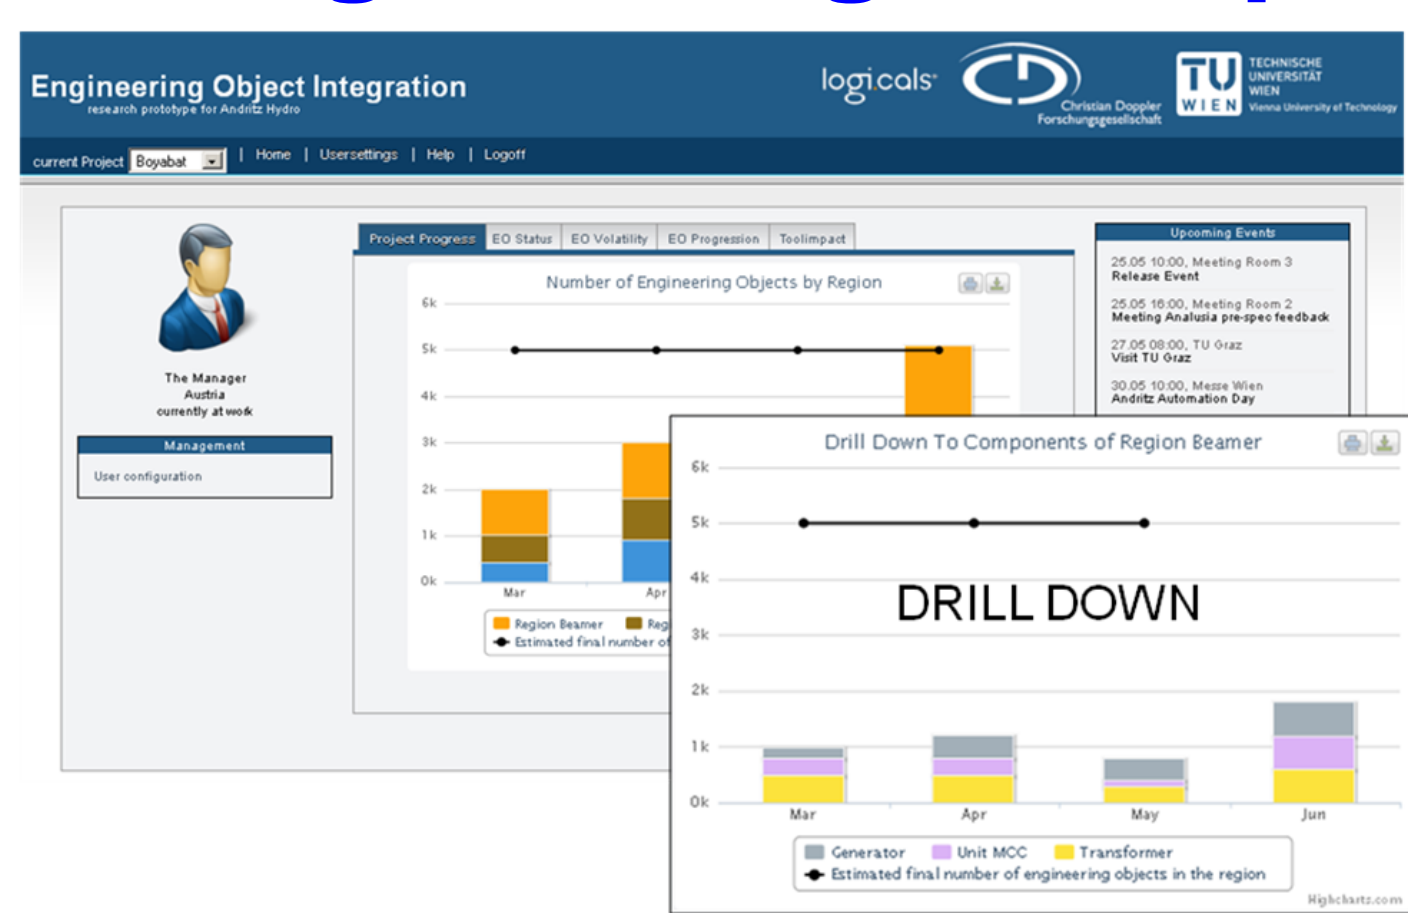 Engineering Object Integration
research prototype for Andritz Hydro
logi.cals
Christian Doppler
Forschungsgesellschaft
TU
WIEN
TECHNISCHE
UNIVERSITÄT
WIEN
Vienna University of Technology
current Project Boyabat | Home | Usersettings | Help | Logoff
The Manager
Austria
currently at work
Management
User configuration
Project Progress EO Status EO Volatility EO Progression Toolimpact
Number of Engineering Objects by Region
6k
5k
4k
3k
2k
1k
0k
Mar Apr
Region Beamer
Estimated final number of
Upcoming Events
25.05 10:00, Meeting Room 3
Release Event
25.05 16:00, Meeting Room 2
Meeting Analusia pre-spec feedback
27.05 08:00, TU Graz
Visit TU Graz
30.05 10:00, Messe Wien
Andritz Automation Day
Drill Down To Components of Region Beamer
6k
5k
4k
3k
2k
1k
0k
DRILL DOWN
Mar Apr May Jun
Generator Unit MCC Transformer
Estimated final number of engineering objects in the region
Highcharts.com